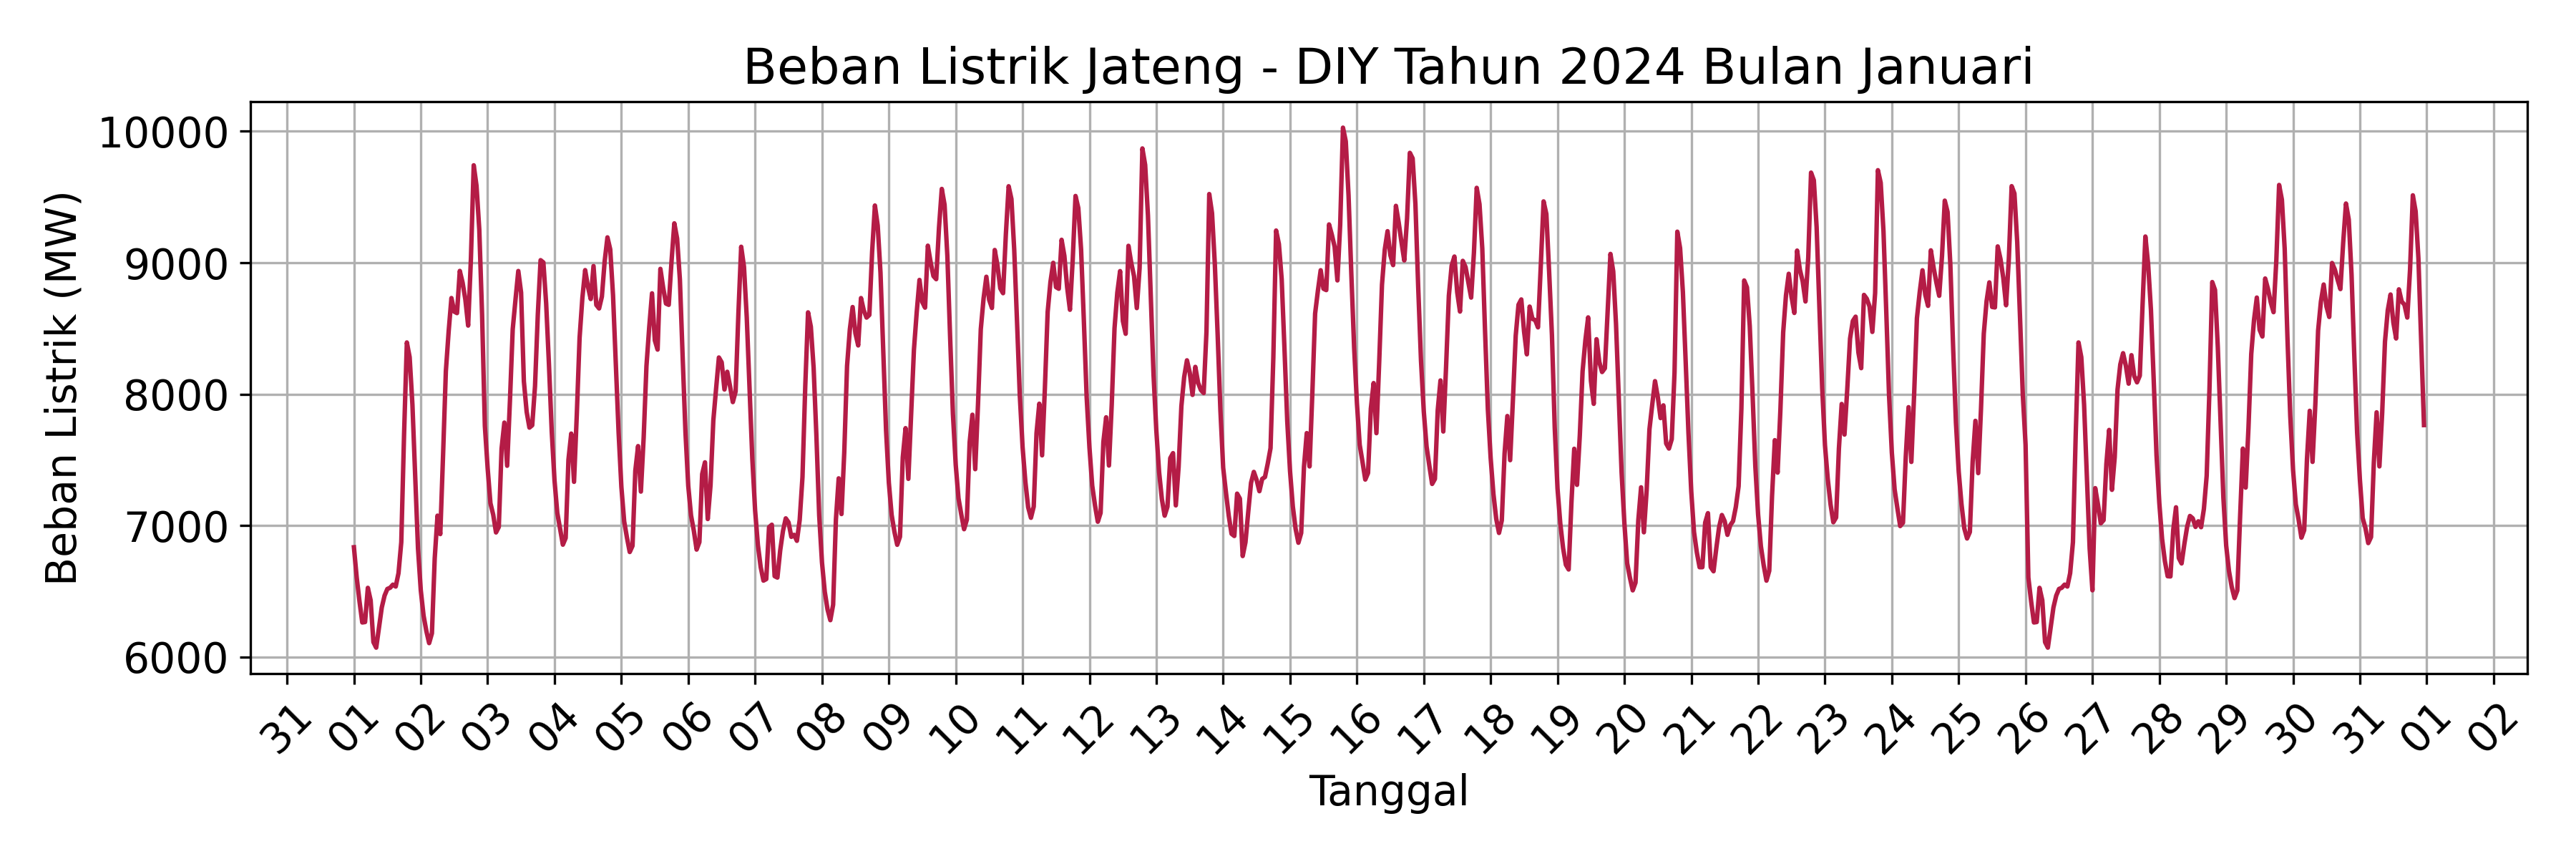 Beban Listrik Jateng - DIY Tahun 2024 Bulan Januari
Beban Listrik (MW)
10000
9000
8000
7000
6000
31 01 02 03 04 05 06 07 08 09 10 11 12 13 14 15 16 17 18 19 20 21 22 23 24 25 26 27 28 29 30 31 01 02
Tanggal